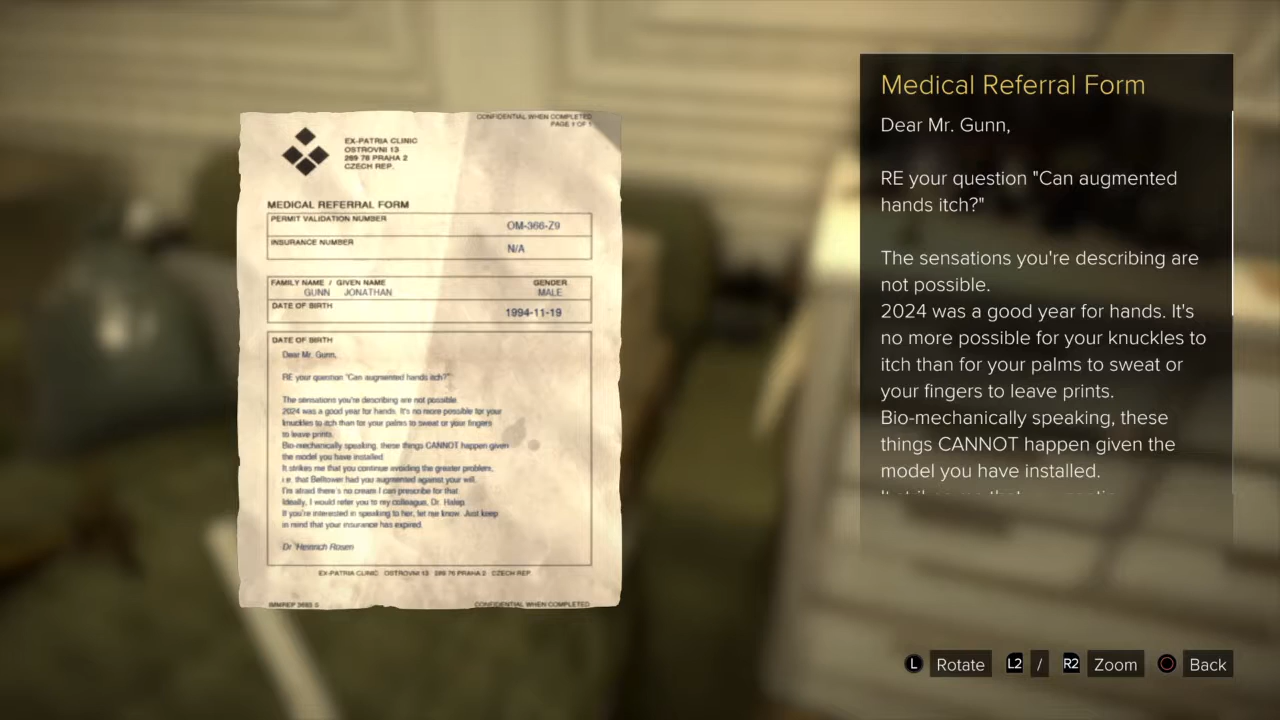 CONFIDENTIAL WHEN COMPLETED
PAGE 1 OF 1
EX-PATRIA CLINIC
OSTROVNI 13
289 78 PRAHA 2
CZECH REP.
MEDICAL REFERRAL FORM
PERMIT VALIDATION NUMBER
OM-366-Z9
INSURANCE NUMBER
N/A
FAMILY NAME / GIVEN NAME GENDER
GUNN JONATHAN MALE
DATE OF BIRTH
1994-11-19
DATE OF BIRTH
Dear Mr. Gunn,
RE your question "Can augmented hands itch?"
The sensations you're describing are not possible.
2024 was a good year for hands. It's no more possible for your
knuckles to itch than for your palms to sweat or your fingers
to leave prints.
Bio-mechanically speaking, these things CANNOT happen given
the model you have installed.
It strikes me that you continue avoiding the greater problem,
i.e. that Belltower had you augmented against your will.
I'm afraid there's no cream I can prescribe for that.
Ideally, I would refer you to my colleague, Dr. Halep.
If you're interested in speaking to her, let me know. Just keep
in mind that your insurance has expired.
Dr. Heinrich Rosen
EX-PATRIA CLINIC OSTROVNI 13 289 78 PRAHA 2 CZECH REP.
CONFIDENTIAL WHEN COMPLETED
Medical Referral Form
Dear Mr. Gunn,
RE your question "Can augmented
hands itch?"
The sensations you're describing are
not possible.
2024 was a good year for hands. It's
no more possible for your knuckles to
itch than for your palms to sweat or
your fingers to leave prints.
Bio-mechanically speaking, these
things CANNOT happen given the
model you have installed.
L Rotate L2 / R2 Zoom Back